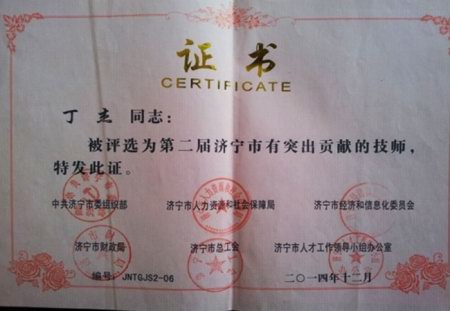 证书
CERTIFICATE
丁杰 同志：
被评选为第二届济宁市有突出贡献的技师，
特发此证。
中共济宁市委组织部 济宁市人力资源和社会保障局 济宁市经济和信息化委员会
济宁市财政局 济宁市总工会 济宁市人才工作领导小组办公室
编号：JNTGJS2-06 二〇一四年十二月